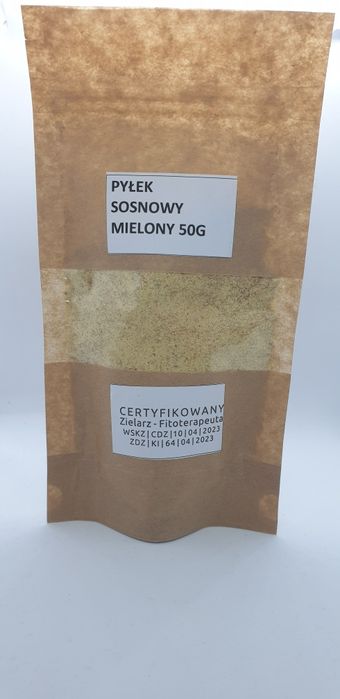 PYŁEK
SOSNOWY
MIELONY 50G
CERTYFIKOWANY
Zielarz - Fitoterapeuta
WSKZ|CDZ|10|04|2023
ZDZ|KI|64|04|2023